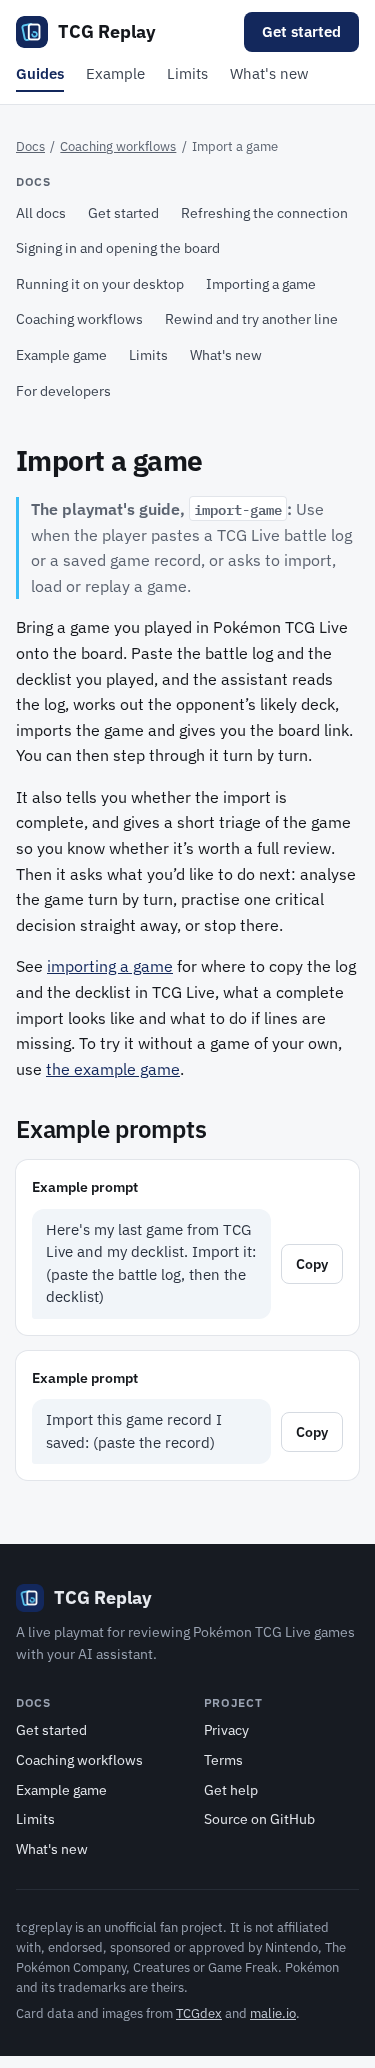 TCG Replay
Get started
Guides Example Limits What's new
Docs / Coaching workflows / Import a game
DOCS
All docs Get started Refreshing the connection
Signing in and opening the board
Running it on your desktop Importing a game
Coaching workflows Rewind and try another line
Example game Limits What's new
For developers
Import a game
The playmat's guide, import-game: Use
when the player pastes a TCG Live battle log
or a saved game record, or asks to import,
load or replay a game.
Bring a game you played in Pokémon TCG Live
onto the board. Paste the battle log and the
decklist you played, and the assistant reads
the log, works out the opponent’s likely deck,
imports the game and gives you the board link.
You can then step through it turn by turn.
It also tells you whether the import is
complete, and gives a short triage of the game
so you know whether it’s worth a full review.
Then it asks what you’d like to do next: analyse
the game turn by turn, practise one critical
decision straight away, or stop there.
See importing a game for where to copy the log
and the decklist in TCG Live, what a complete
import looks like and what to do if lines are
missing. To try it without a game of your own,
use the example game.
Example prompts
Example prompt
Here's my last game from TCG
Live and my decklist. Import it:
(paste the battle log, then the
decklist)
Copy
Example prompt
Import this game record I
saved: (paste the record)
Copy
TCG Replay
A live playmat for reviewing Pokémon TCG Live games
with your AI assistant.
DOCS
Get started
Coaching workflows
Example game
Limits
What's new
PROJECT
Privacy
Terms
Get help
Source on GitHub
tcgreplay is an unofficial fan project. It is not affiliated
with, endorsed, sponsored or approved by Nintendo, The
Pokémon Company, Creatures or Game Freak. Pokémon
and its trademarks are theirs.
Card data and images from TCGdex and malie.io.